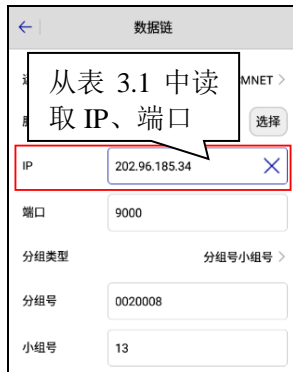 数据链
从表 3.1 中读
取 IP、端口
MNET
选择
IP 202.96.185.34
端口 9000
分组类型 分组号小组号
分组号 0020008
小组号 13